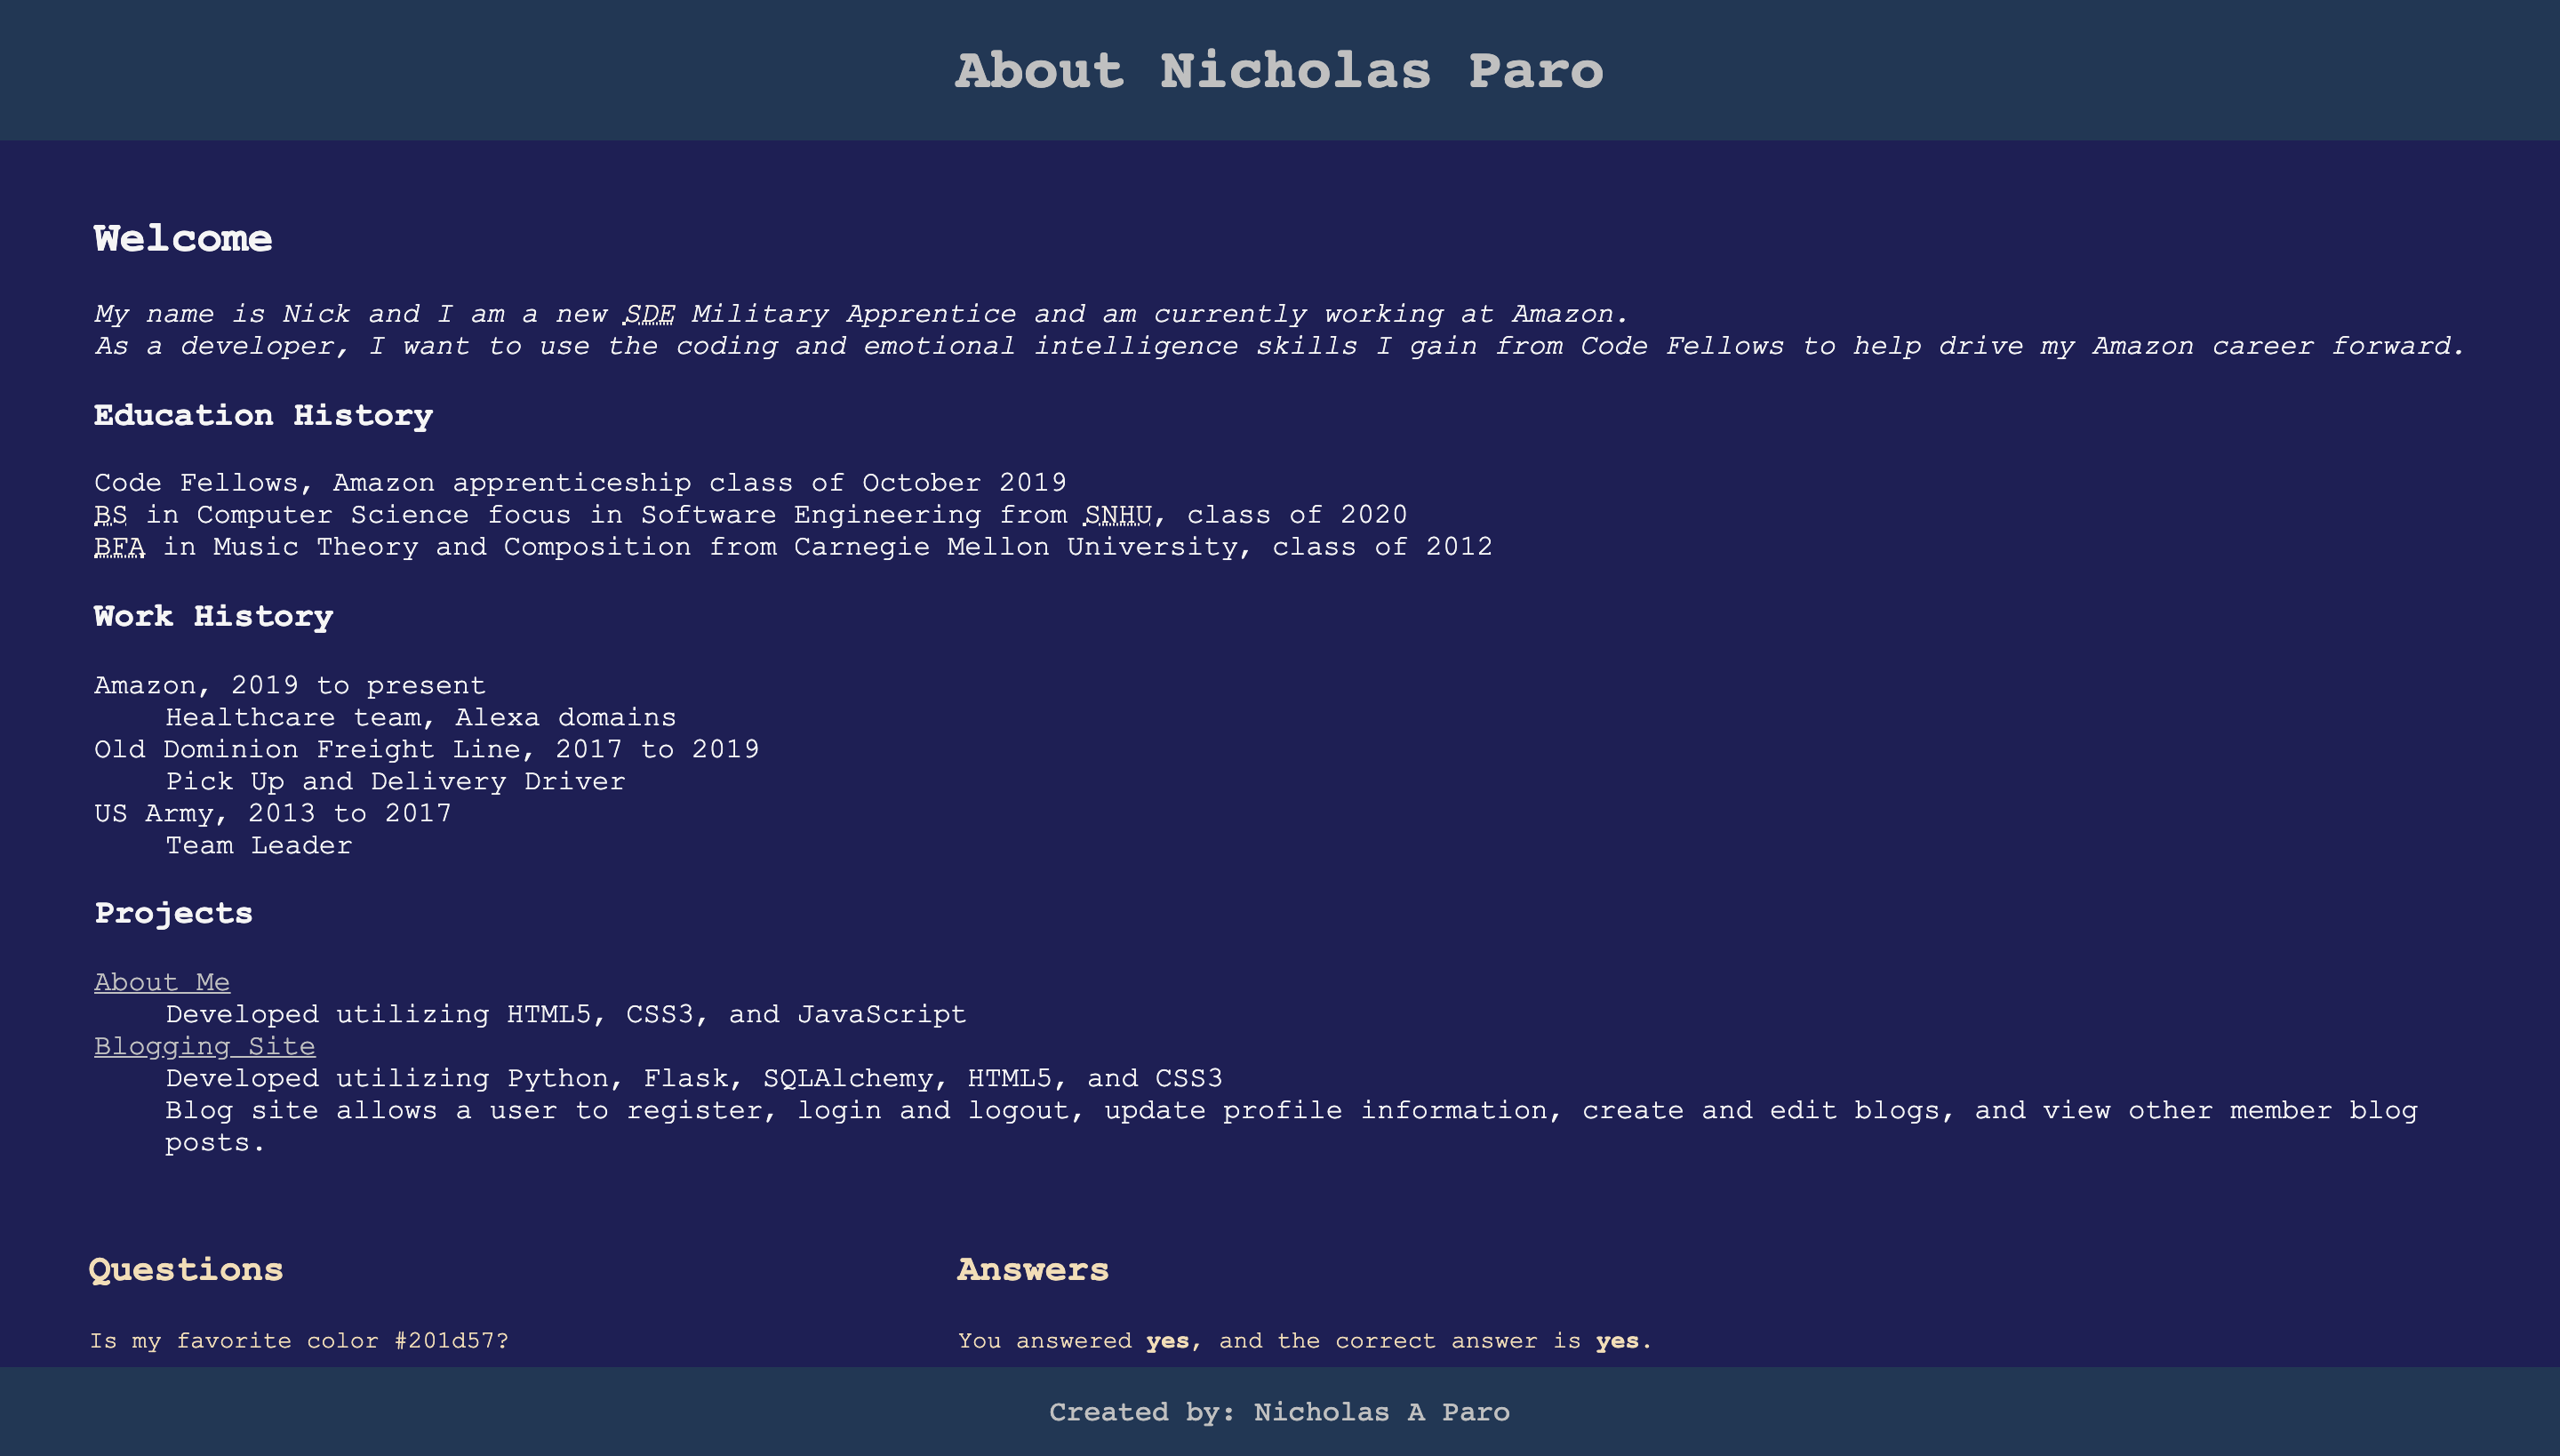 About Nicholas Paro
Welcome
My name is Nick and I am a new SDE Military Apprentice and am currently working at Amazon.
As a developer, I want to use the coding and emotional intelligence skills I gain from Code Fellows to help drive my Amazon career forward.
Education History
Code Fellows, Amazon apprenticeship class of October 2019
BS in Computer Science focus in Software Engineering from SNHU, class of 2020
BFA in Music Theory and Composition from Carnegie Mellon University, class of 2012
Work History
Amazon, 2019 to present
Healthcare team, Alexa domains
Old Dominion Freight Line, 2017 to 2019
Pick Up and Delivery Driver
US Army, 2013 to 2017
Team Leader
Projects
About Me
Developed utilizing HTML5, CSS3, and JavaScript
Blogging Site
Developed utilizing Python, Flask, SQLAlchemy, HTML5, and CSS3
Blog site allows a user to register, login and logout, update profile information, create and edit blogs, and view other member blog
posts.
Questions
Is my favorite color #201d57?
Answers
You answered yes, and the correct answer is yes.
Created by: Nicholas A Paro